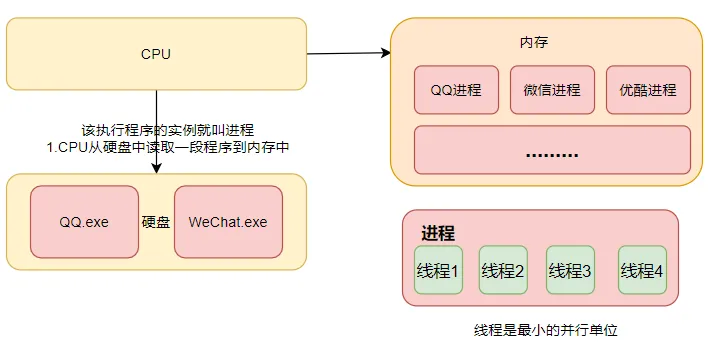 CPU
内存
QQ进程
微信进程
优酷进程
.........
该执行程序的实例就叫进程
1.CPU从硬盘中读取一段程序到内存中
QQ.exe
硬盘
WeChat.exe
进程
线程1
线程2
线程3
线程4
线程是最小的并行单位